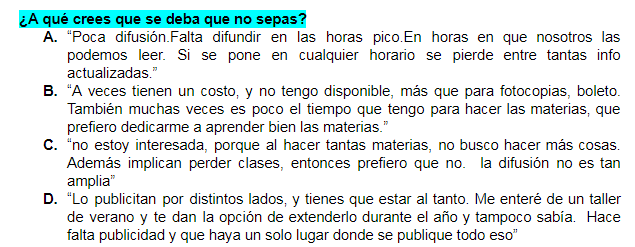 ¿A qué crees que se deba que no sepas?
A. “Poca difusión.Falta difundir en las horas pico.En horas en que nosotros las
podemos leer. Si se pone en cualquier horario se pierde entre tantas info
actualizadas.”
B. “A veces tienen un costo, y no tengo disponible, más que para fotocopias, boleto.
También muchas veces es poco el tiempo que tengo para hacer las materias, que
prefiero dedicarme a aprender bien las materias.”
C. “no estoy interesada, porque al hacer tantas materias, no busco hacer más cosas.
Además implican perder clases, entonces prefiero que no.  la difusión no es tan
amplia”
D. “Lo publicitan por distintos lados, y tienes que estar al tanto. Me enteré de un taller
de verano y te dan la opción de extenderlo durante el año y tampoco sabía.  Hace
falta publicidad y que haya un solo lugar donde se publique todo eso”